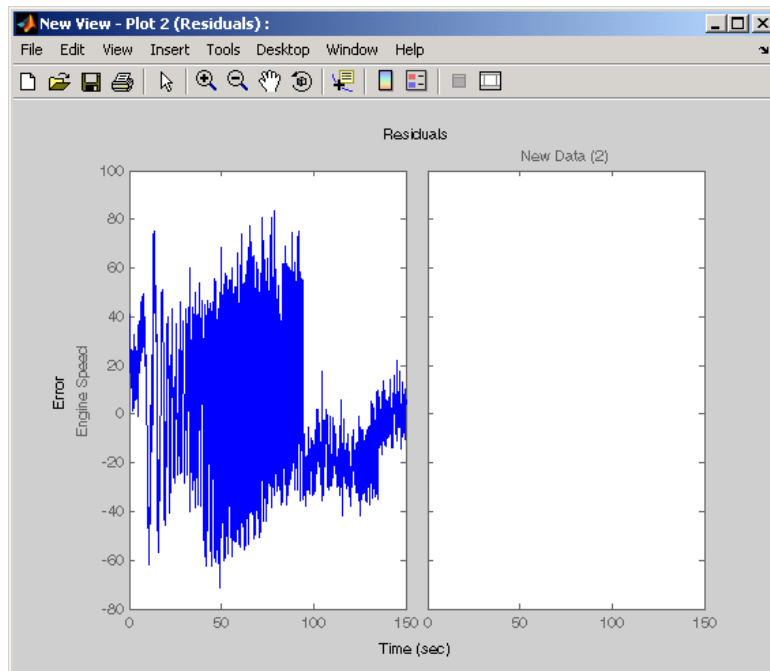 New View - Plot 2 (Residuals) :
File Edit View Insert Tools Desktop Window Help
Residuals
New Data (2)
100
80
60
40
20
0
-20
-40
-60
-80
Error
Engine Speed
0 50 100 150 0 50 100 150
Time (sec)